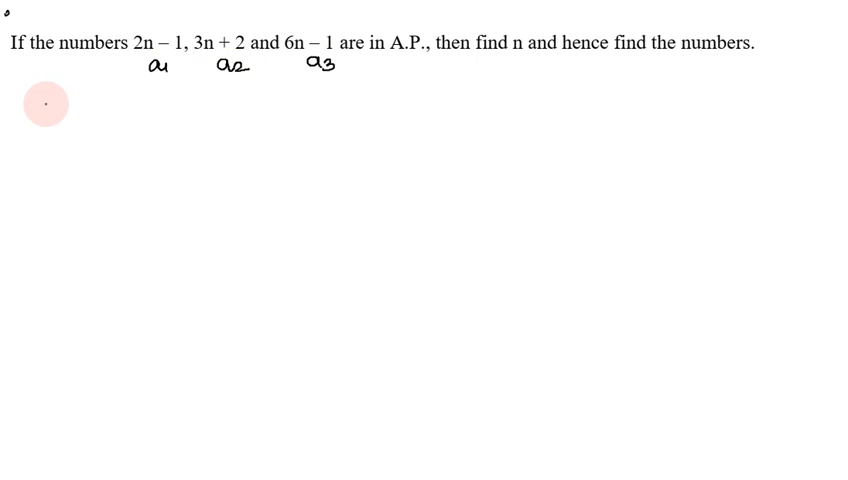 If the numbers 2n – 1, 3n + 2 and 6n – 1 are in A.P., then find n and hence find the numbers.
a1 a2 a3